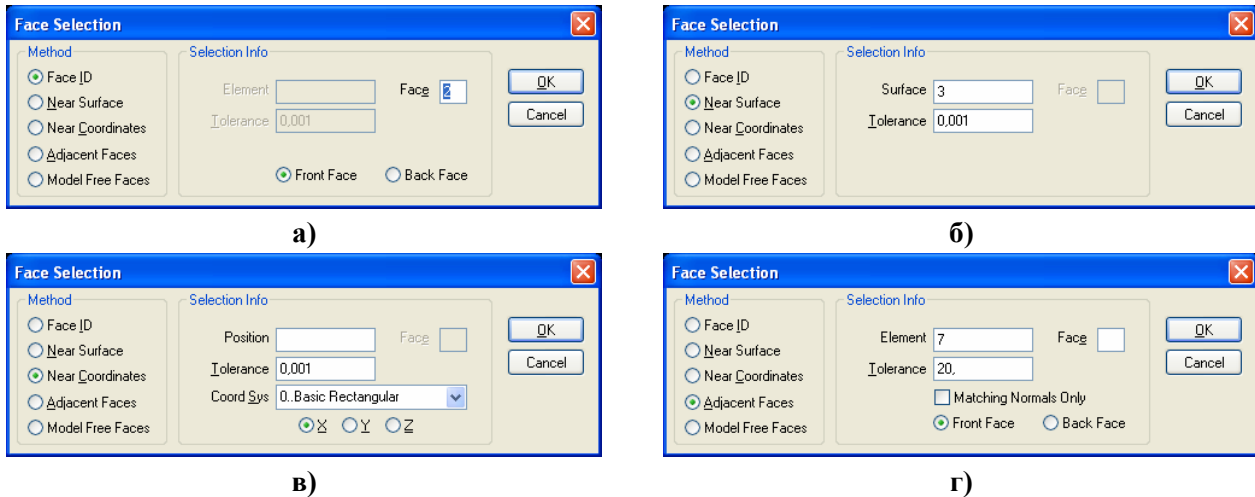 Face Selection
Method
Face ID
Near Surface
Near Coordinates
Adjacent Faces
Model Free Faces
Selection Info
Element
Face 2
Tolerance 0,001
Front Face Back Face
OK
Cancel
а)
Face Selection
Method
Face ID
Near Surface
Near Coordinates
Adjacent Faces
Model Free Faces
Selection Info
Surface 3
Face
Tolerance 0,001
OK
Cancel
б)
Face Selection
Method
Face ID
Near Surface
Near Coordinates
Adjacent Faces
Model Free Faces
Selection Info
Position
Face
Tolerance 0,001
Coord Sys 0..Basic Rectangular
X Y Z
OK
Cancel
в)
Face Selection
Method
Face ID
Near Surface
Near Coordinates
Adjacent Faces
Model Free Faces
Selection Info
Element 7
Face
Tolerance 20,
Matching Normals Only
Front Face Back Face
OK
Cancel
г)